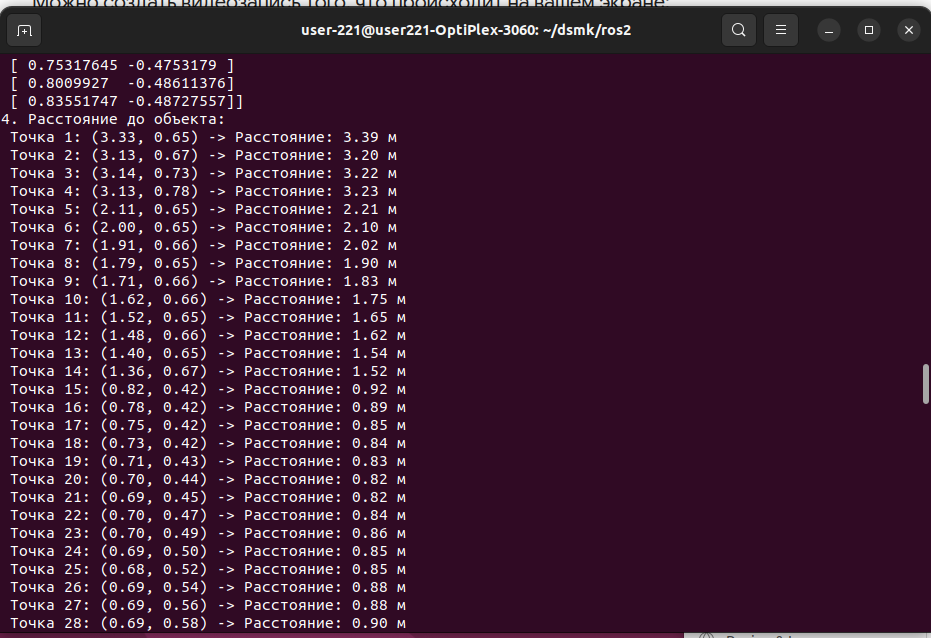 Можно создать видеозапись того, что происходит на вашем экране:
user-221@user221-OptiPlex-3060: ~/dsmk/ros2
[ 0.75317645 -0.4753179 ]
[ 0.8009927  -0.48611376]
[ 0.83551747 -0.48727557]]
4. Расстояние до объекта:
Точка 1: (3.33, 0.65) -> Расстояние: 3.39 м
Точка 2: (3.13, 0.67) -> Расстояние: 3.20 м
Точка 3: (3.14, 0.73) -> Расстояние: 3.22 м
Точка 4: (3.13, 0.78) -> Расстояние: 3.23 м
Точка 5: (2.11, 0.65) -> Расстояние: 2.21 м
Точка 6: (2.00, 0.65) -> Расстояние: 2.10 м
Точка 7: (1.91, 0.66) -> Расстояние: 2.02 м
Точка 8: (1.79, 0.65) -> Расстояние: 1.90 м
Точка 9: (1.71, 0.66) -> Расстояние: 1.83 м
Точка 10: (1.62, 0.66) -> Расстояние: 1.75 м
Точка 11: (1.52, 0.65) -> Расстояние: 1.65 м
Точка 12: (1.48, 0.66) -> Расстояние: 1.62 м
Точка 13: (1.40, 0.65) -> Расстояние: 1.54 м
Точка 14: (1.36, 0.67) -> Расстояние: 1.52 м
Точка 15: (0.82, 0.42) -> Расстояние: 0.92 м
Точка 16: (0.78, 0.42) -> Расстояние: 0.89 м
Точка 17: (0.75, 0.42) -> Расстояние: 0.85 м
Точка 18: (0.73, 0.42) -> Расстояние: 0.84 м
Точка 19: (0.71, 0.43) -> Расстояние: 0.83 м
Точка 20: (0.70, 0.44) -> Расстояние: 0.82 м
Точка 21: (0.69, 0.45) -> Расстояние: 0.82 м
Точка 22: (0.70, 0.47) -> Расстояние: 0.84 м
Точка 23: (0.70, 0.49) -> Расстояние: 0.86 м
Точка 24: (0.69, 0.50) -> Расстояние: 0.85 м
Точка 25: (0.68, 0.52) -> Расстояние: 0.85 м
Точка 26: (0.69, 0.54) -> Расстояние: 0.88 м
Точка 27: (0.69, 0.56) -> Расстояние: 0.88 м
Точка 28: (0.69, 0.58) -> Расстояние: 0.90 м